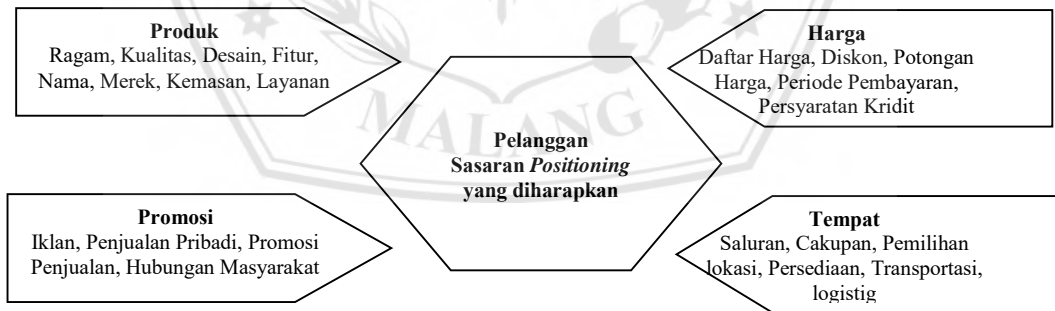 Produk
Ragam, Kualitas, Desain, Fitur,
Nama, Merek, Kemasan, Layanan
Harga
Daftar Harga, Diskon, Potongan
Harga, Periode Pembayaran,
Persyaratan Kridit
MALANG
Pelanggan
Sasaran Positioning
yang diharapkan
Promosi
Iklan, Penjualan Pribadi, Promosi
Penjualan, Hubungan Masyarakat
Tempat
Saluran, Cakupan, Pemilihan
lokasi, Persediaan, Transportasi,
logistig